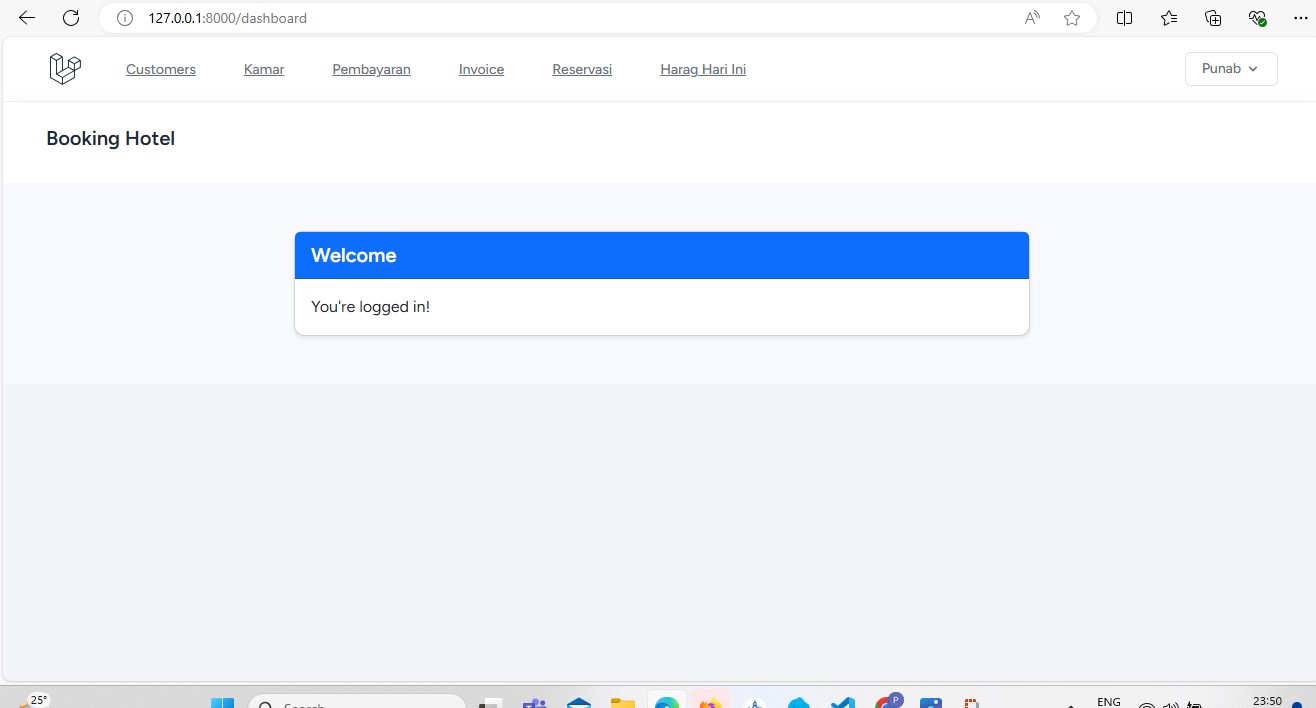 127.0.0.1:8000/dashboard
Customers Kamar Pembayaran Invoice Reservasi Harag Hari Ini Punab
Booking Hotel
Welcome
You're logged in!
25°
Search
P
ENG
23:50